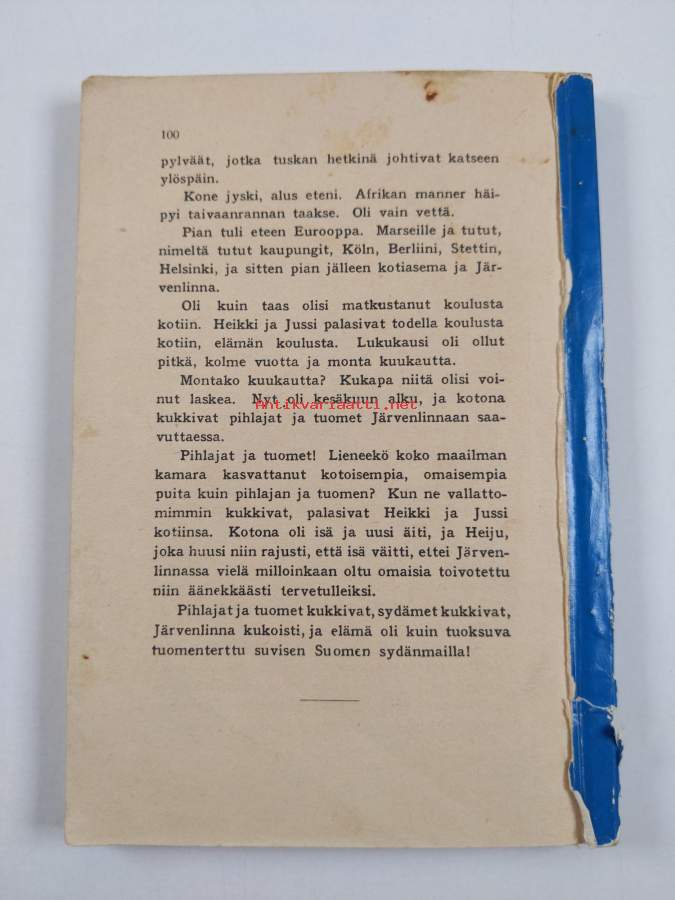 100
pylväät, jotka tuskan hetkinä johtivat katseen
ylöspäin.
Kone jyski, alus eteni. Afrikan manner häi-
pyi taivaanrannan taakse. Oli vain vettä.
Pian tuli eteen Eurooppa. Marseille ja tutut,
nimeltä tutut kaupungit, Köln, Berliini, Stettin,
Helsinki, ja sitten pian jälleen kotiasema ja Jär-
venlinna.
Oli kuin taas olisi matkustanut koulusta
kotiin. Heikki ja Jussi palasivat todella koulusta
kotiin, elämän koulusta. Lukukausi oli ollut
pitkä, kolme vuotta ja monta kuukautta.
Montako kuukautta? Kukapa niitä olisi voi-
nut laskea. Nyt oli kesäkuun alku, ja kotona
Antikvariaatti.net
kukkivat pihlajat ja tuomet Järvenlinnaan saa-
vuttaessa.
Pihlajat ja tuomet! Lieneekö koko maailman
kamara kasvattanut kotoisempia, omaisempia
puita kuin pihlajan ja tuomen? Kun ne vallatto-
mimmin kukkivat, palasivat Heikki ja Jussi
kotiinsa. Kotona oli isä ja uusi äiti, ja Heiju,
joka huusi niin rajusti, että isä väitti, ettei Järven-
linnassa vielä milloinkaan oltu omaisia toivotettu
niin äänekkäästi tervetulleiksi.
Pihlajat ja tuomet kukkivat, sydämet kukkivat,
Järvenlinna kukoisti, ja elämä oli kuin tuoksuva
tuomenterttu suvisen Suomen sydänmailla!